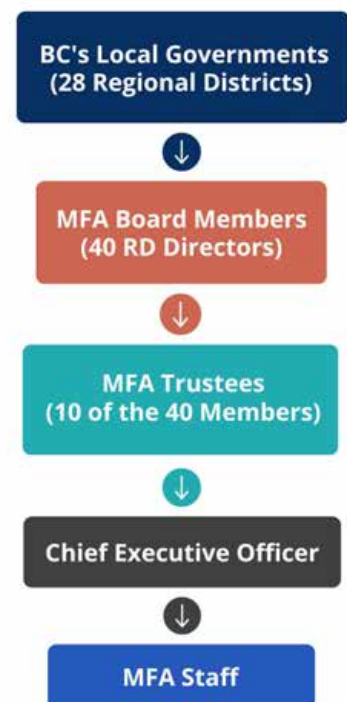 BC's Local Governments
(28 Regional Districts)
MFA Board Members
(40 RD Directors)
MFA Trustees
(10 of the 40 Members)
Chief Executive Officer
MFA Staff